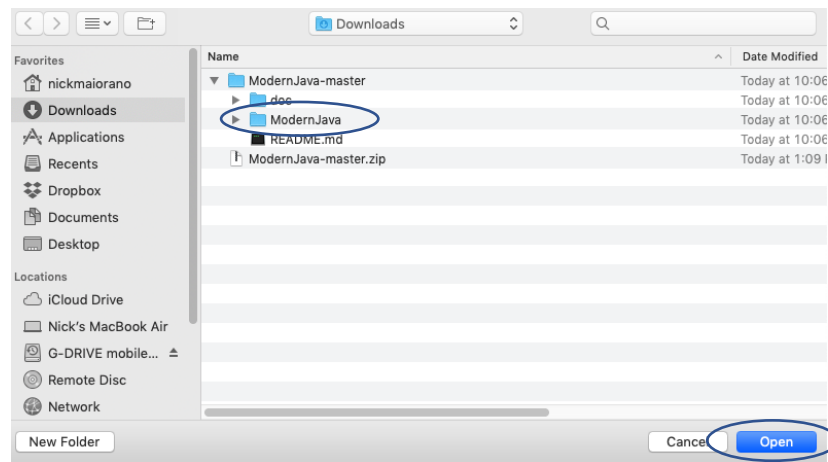 Downloads
Favorites
nickmaiorano
Downloads
Applications
Recents
Dropbox
Documents
Desktop
Locations
iCloud Drive
Nick's MacBook Air
G-DRIVE mobile...
Remote Disc
Network
Name Date Modified
ModernJava-master Today at 10:06
doc Today at 10:06
ModernJava Today at 10:06
README.md Today at 10:06
ModernJava-master.zip Today at 1:09
New Folder Cancel Open